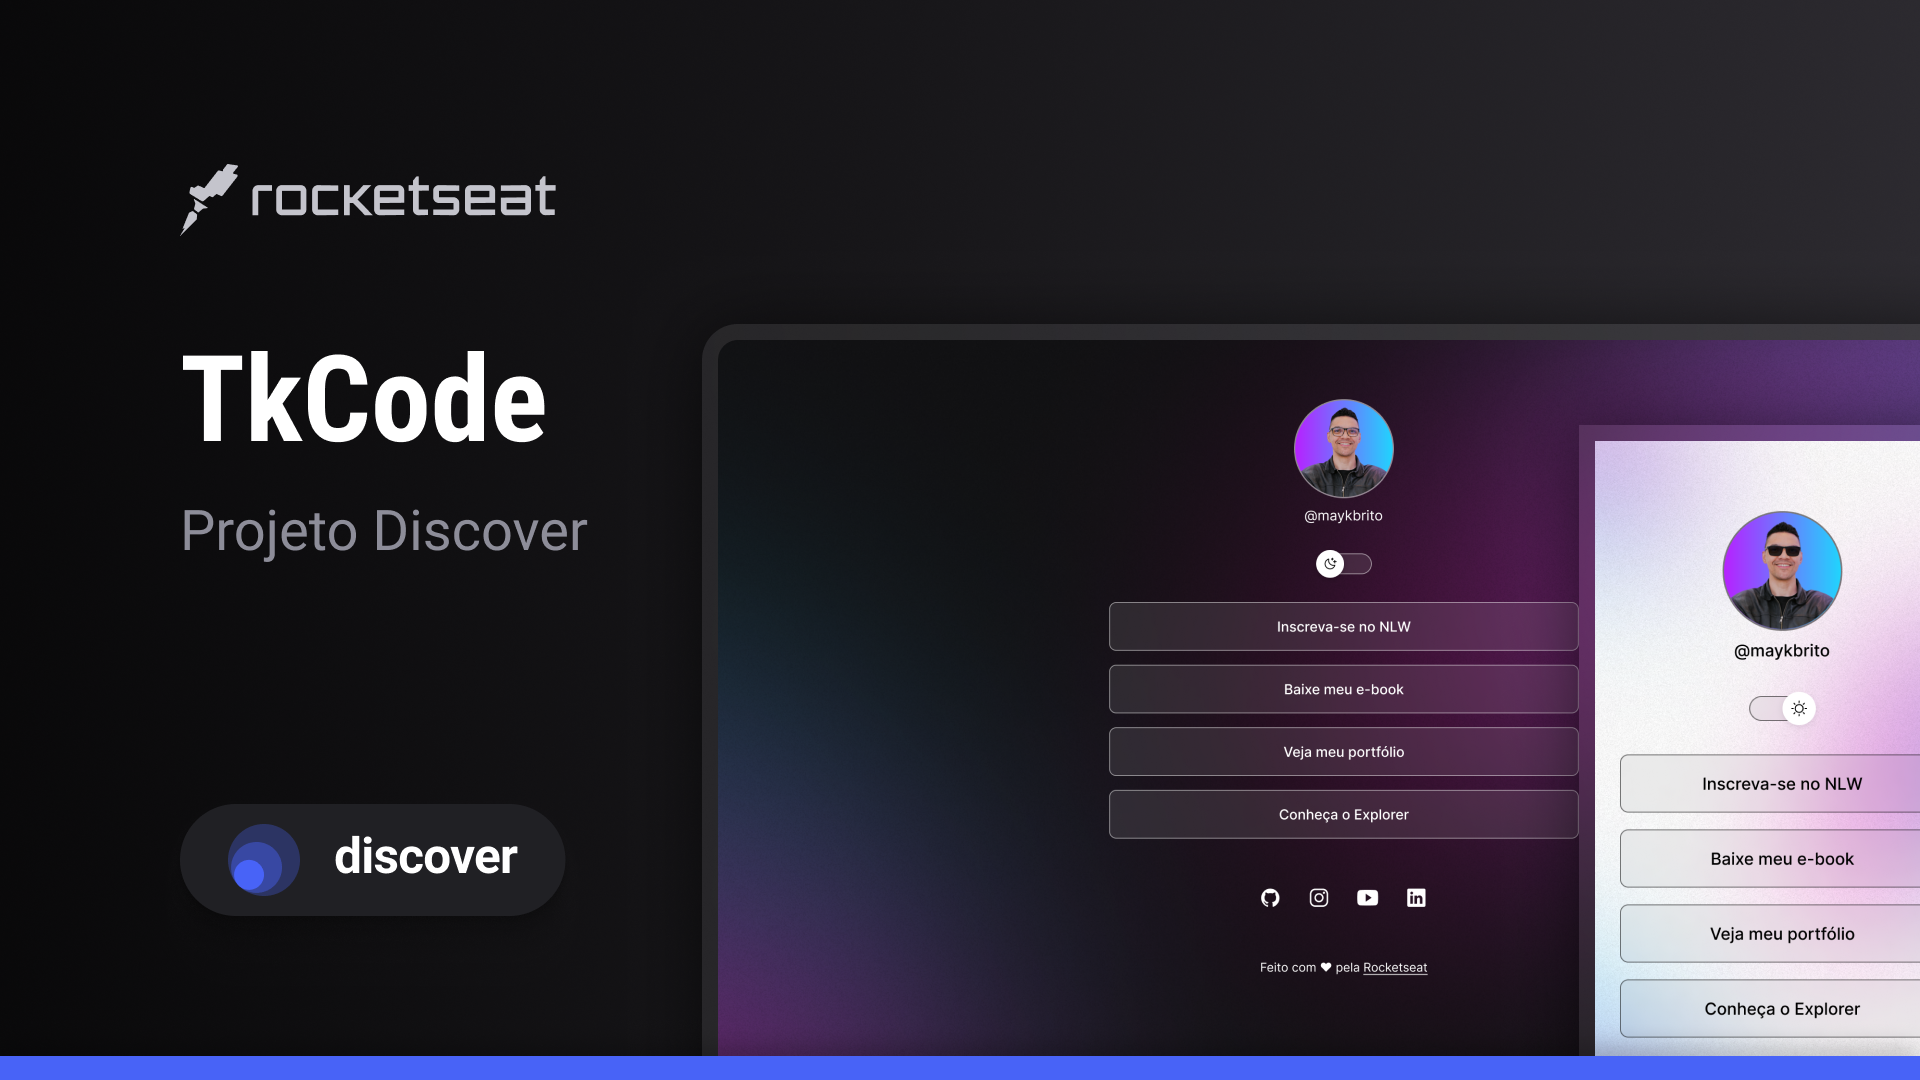 rocketseat
TkCode
Projeto Discover
discover
@maykbrito
Inscreva-se no NLW
Baixe meu e-book
Veja meu portfólio
Conheça o Explorer
Feito com ♥ pela Rocketseat
@maykbrito
Inscreva-se no NLW
Baixe meu e-book
Veja meu portfólio
Conheça o Explorer